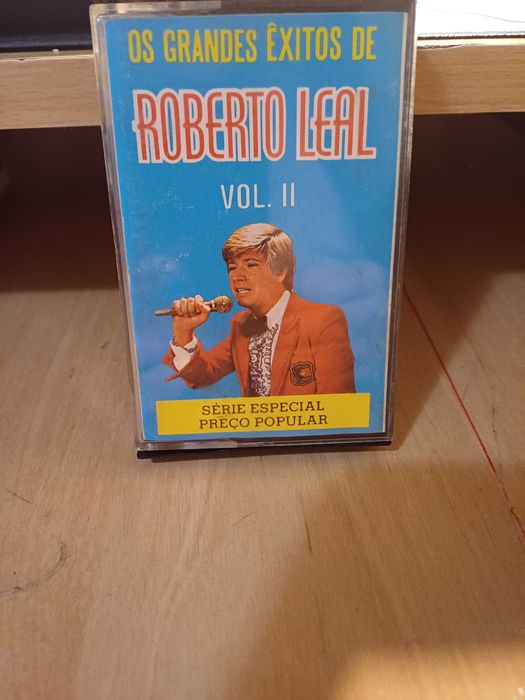 OS GRANDES ÊXITOS DE
ROBERTO LEAL
VOL. II
SÉRIE ESPECIAL
PREÇO POPULAR